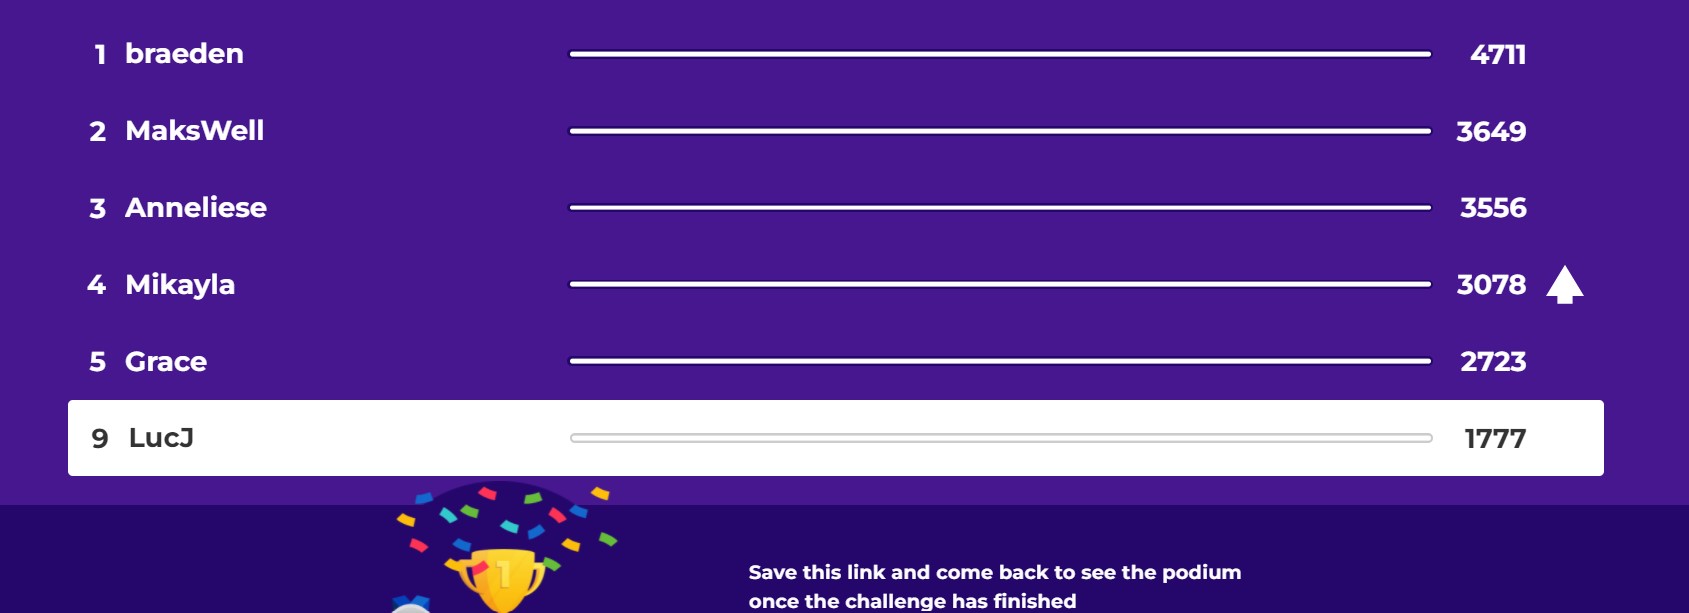 1 braeden 4711
2 MaksWell 3649
3 Anneliese 3556
4 Mikayla 3078
5 Grace 2723
9 LucJ 1777
1
Save this link and come back to see the podium
once the challenge has finished